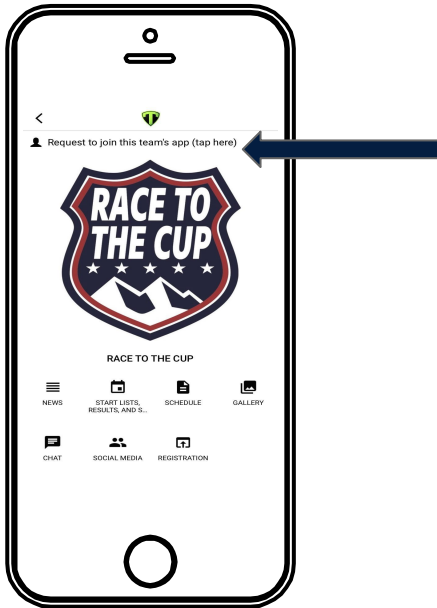 Request to join this team's app (tap here)
RACE TO
THE CUP
RACE TO THE CUP
NEWS
START LISTS,
RESULTS, AND S...
SCHEDULE
GALLERY
CHAT
SOCIAL MEDIA
REGISTRATION